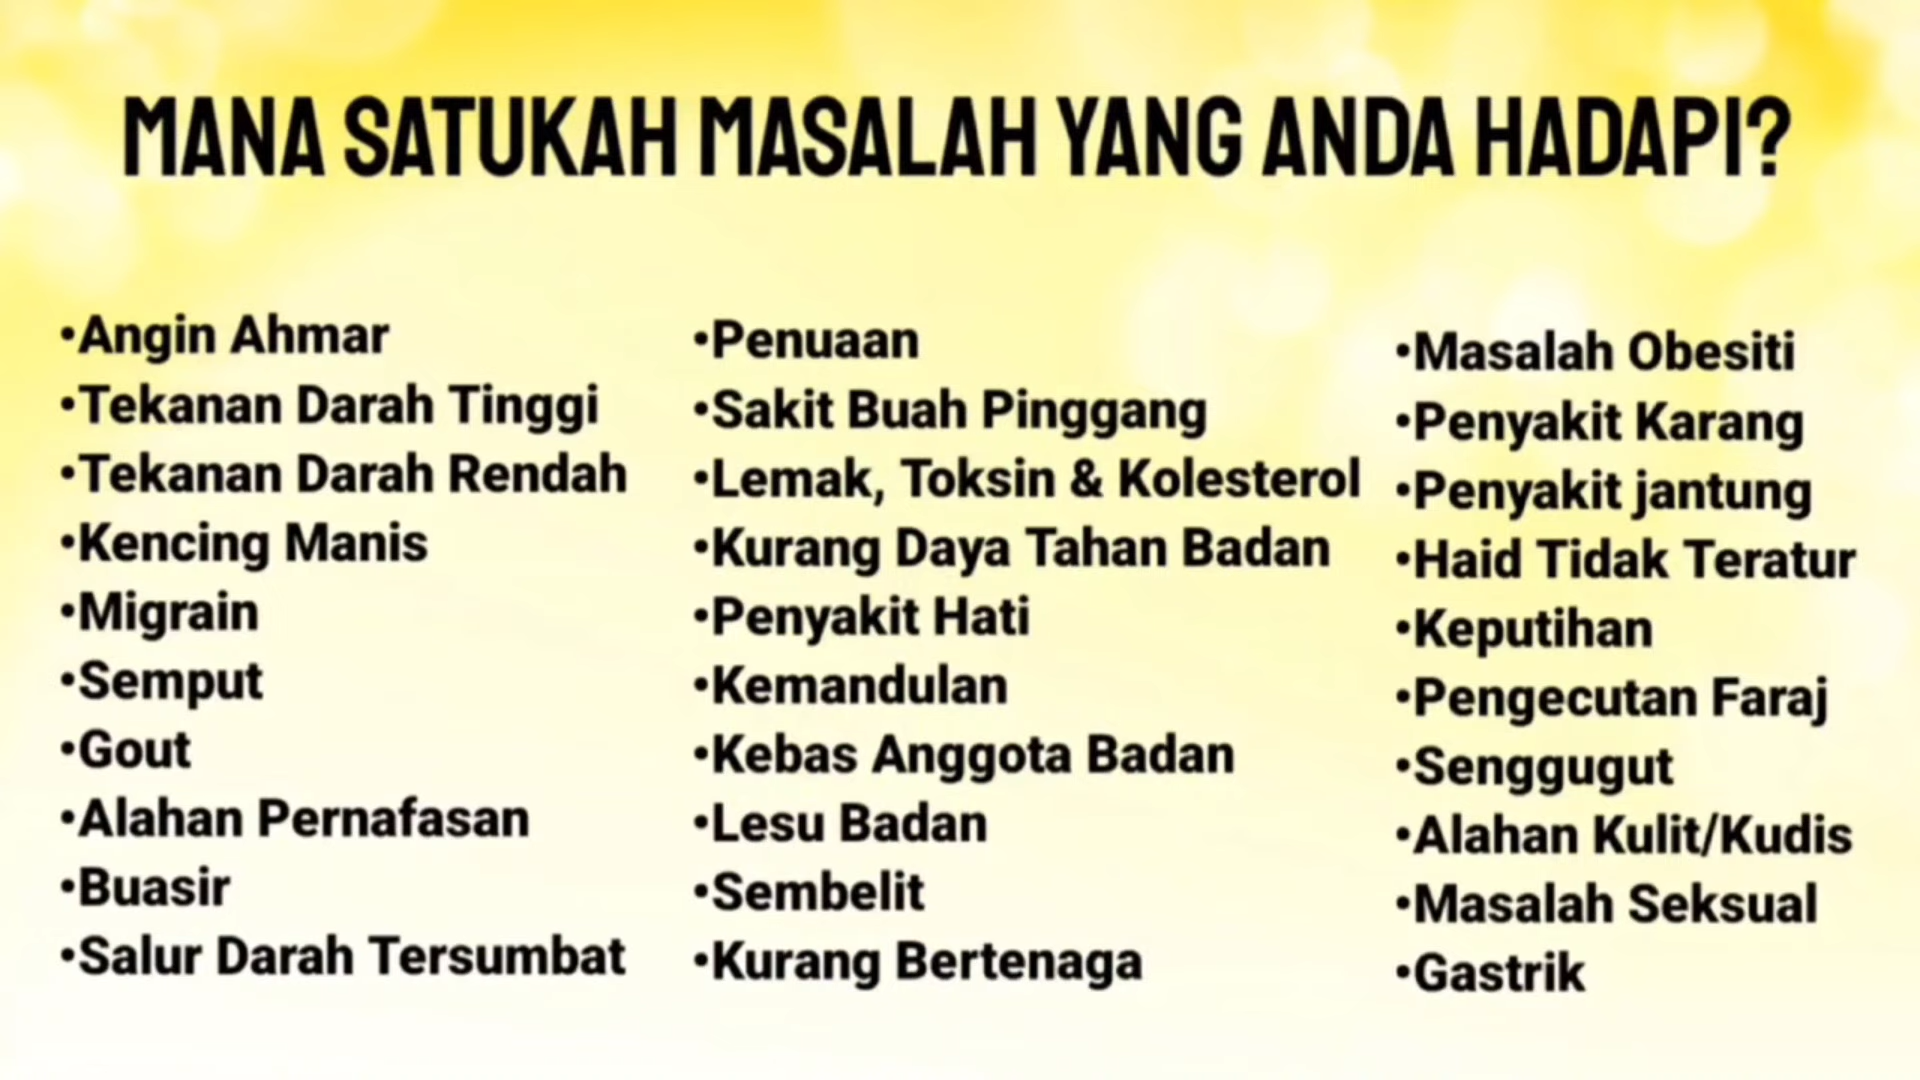 MANA SATUKAH MASALAH YANG ANDA HADAPI?
•Angin Ahmar
•Tekanan Darah Tinggi
•Tekanan Darah Rendah
•Kencing Manis
•Migrain
•Semput
•Gout
•Alahan Pernafasan
•Buasir
•Salur Darah Tersumbat
•Penuaan
•Sakit Buah Pinggang
•Lemak, Toksin & Kolesterol
•Kurang Daya Tahan Badan
•Penyakit Hati
•Kemandulan
•Kebas Anggota Badan
•Lesu Badan
•Sembelit
•Kurang Bertenaga
•Masalah Obesiti
•Penyakit Karang
•Penyakit jantung
•Haid Tidak Teratur
•Keputihan
•Pengecutan Faraj
•Senggugut
•Alahan Kulit/Kudis
•Masalah Seksual
•Gastrik